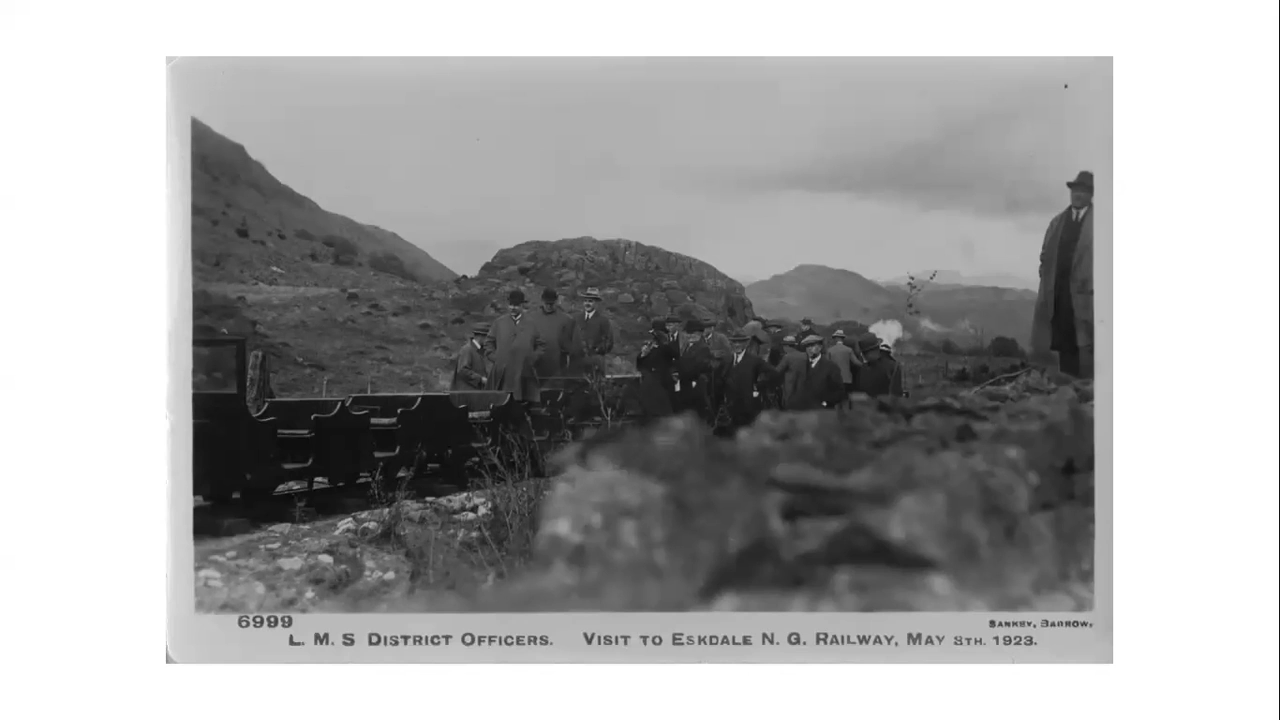 6999
SANKEY, BARROW,
L. M. S DISTRICT OFFICERS. VISIT TO ESKDALE N. G. RAILWAY, MAY 8TH. 1923.